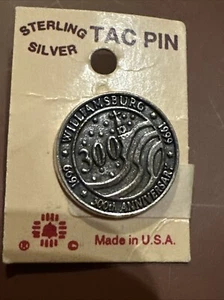 STERLING TAC PIN
SILVER
WILLIAMSBURG
1699 1999
300
300TH ANNIVERSARY
® © Made in U.S.A.